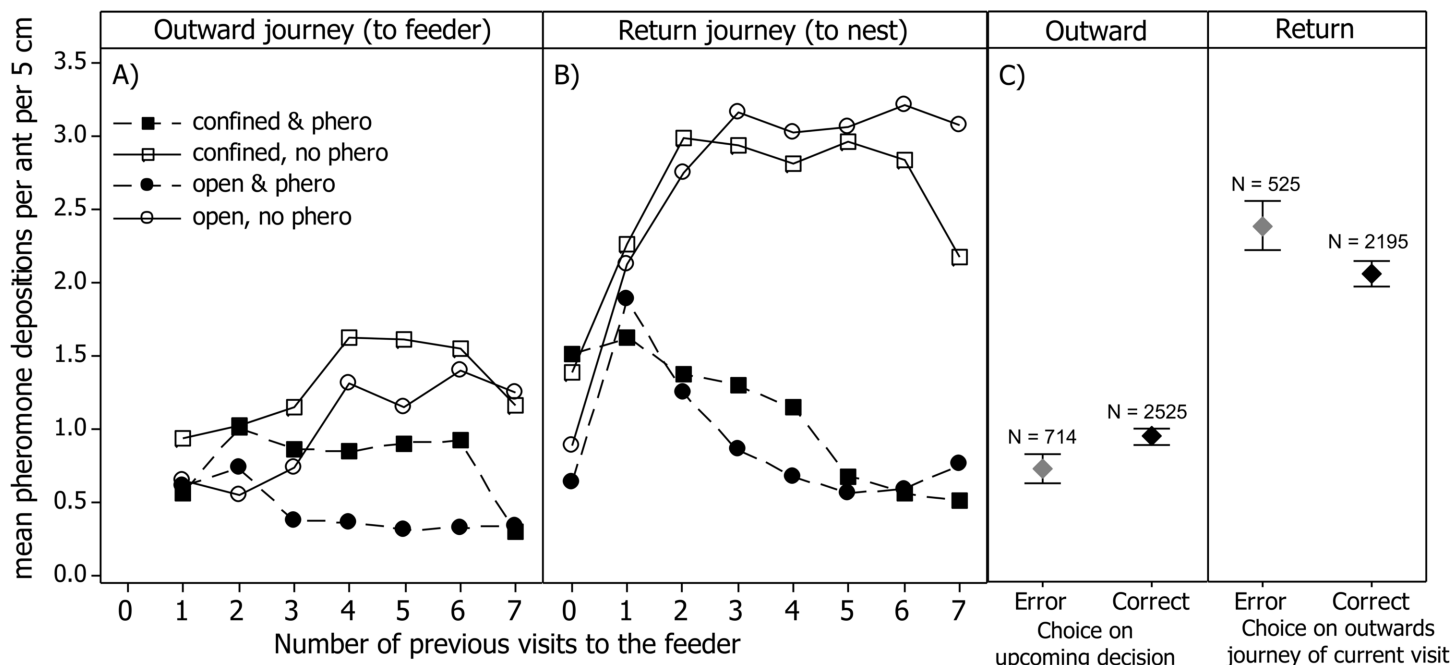 Outward journey (to feeder)
Return journey (to nest)
Outward
Return
mean pheromone depositions per ant per 5 cm
3.5
3.0
2.5
2.0
1.5
1.0
0.5
0.0
A)
confined & phero
confined, no phero
open & phero
open, no phero
B)
C)
N = 714
N = 2525
N = 525
N = 2195
0 1 2 3 4 5 6 7
0 1 2 3 4 5 6 7
Number of previous visits to the feeder
Error Correct
Choice on
upcoming decision
Error Correct
Choice on outwards
journey of current visit